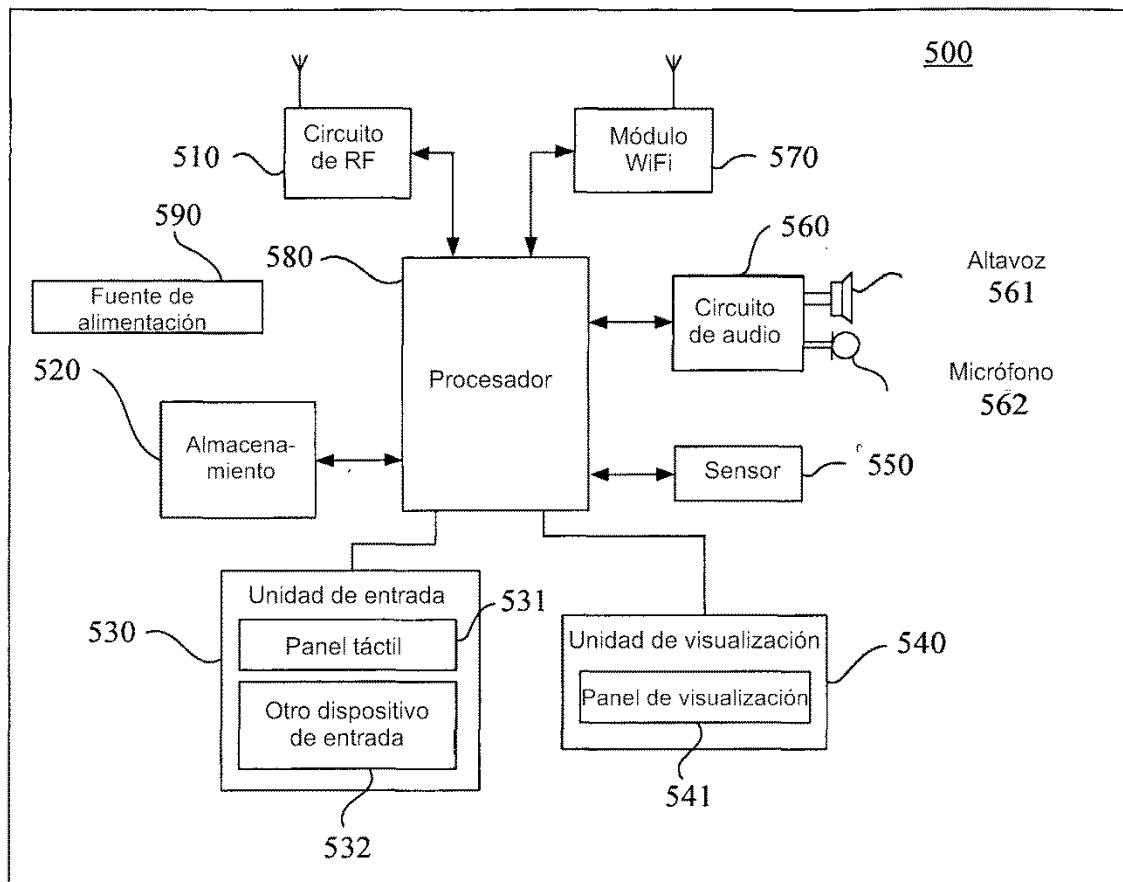 500
Circuito
de RF
510
Módulo
WiFi
570
590
Fuente de
alimentación
580
Procesador
560
Circuito
de audio
Altavoz
561
Micrófono
562
520
Almacena-
miento
Sensor
550
Unidad de entrada
530
531
Panel táctil
Otro dispositivo
de entrada
532
Unidad de visualización
540
Panel de visualización
541